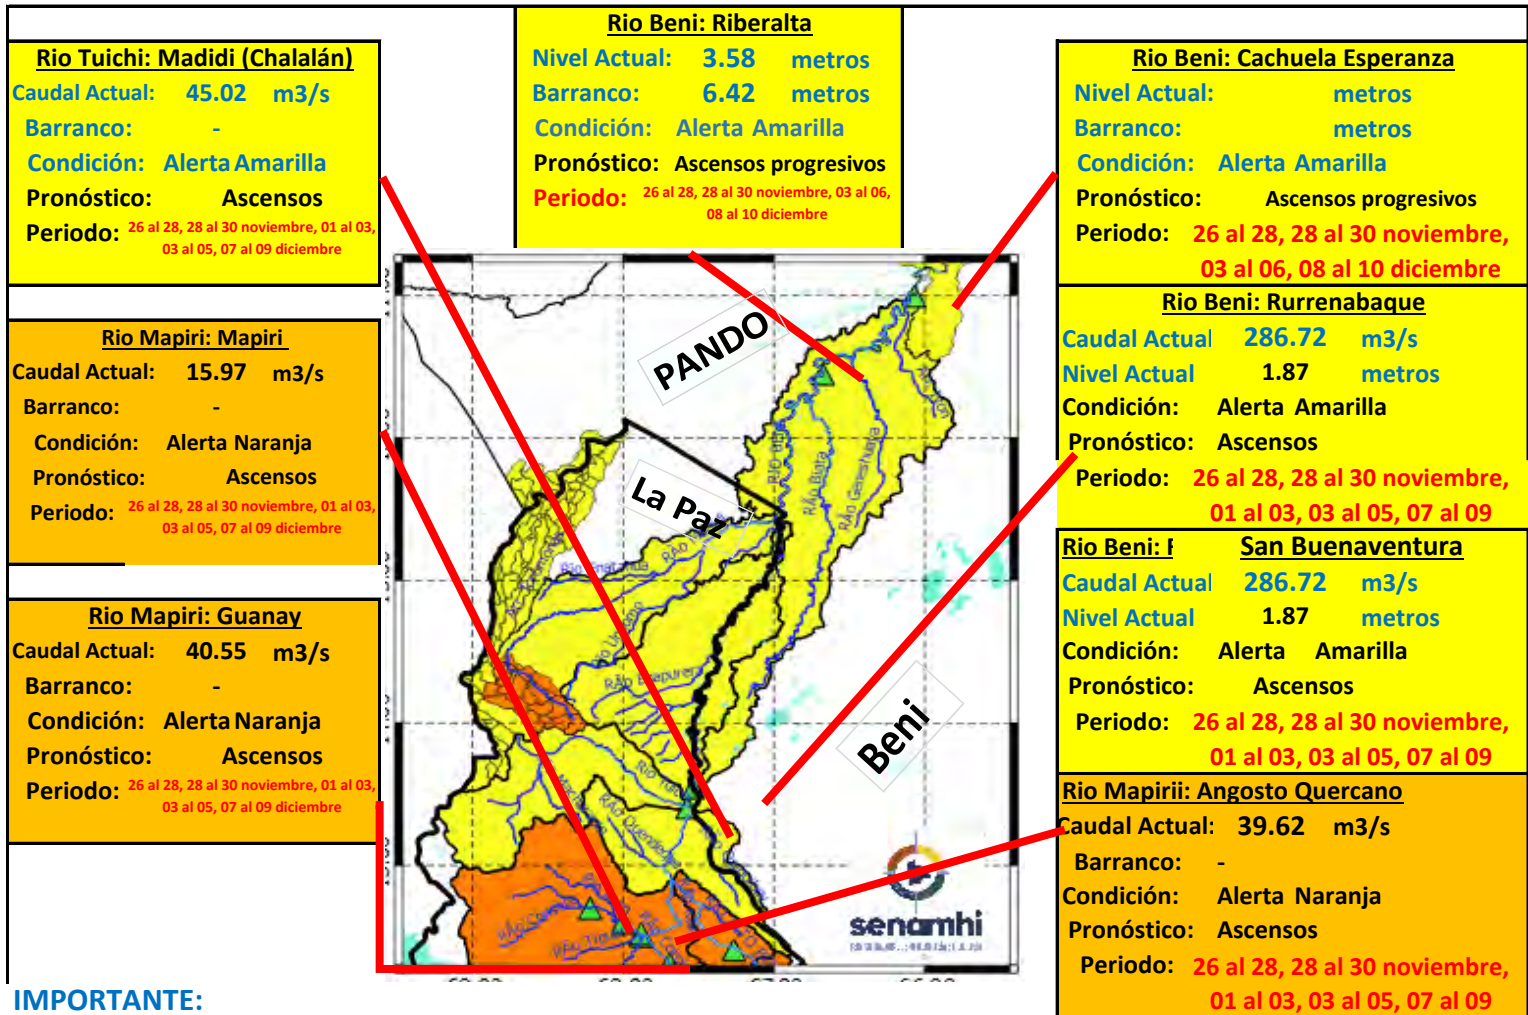 Rio Tuichi: Madidi (Chalalán)
Caudal Actual: 45.02 m3/s
Barranco: -
Condición: Alerta Amarilla
Pronóstico: Ascensos
Periodo: 26 al 28, 28 al 30 noviembre, 01 al 03,
03 al 05, 07 al 09 diciembre
Rio Mapiri: Mapiri
Caudal Actual: 15.97 m3/s
Barranco: -
Condición: Alerta Naranja
Pronóstico: Ascensos
Periodo: 26 al 28, 28 al 30 noviembre, 01 al 03,
03 al 05, 07 al 09 diciembre
Rio Mapiri: Guanay
Caudal Actual: 40.55 m3/s
Barranco: -
Condición: Alerta Naranja
Pronóstico: Ascensos
Periodo: 26 al 28, 28 al 30 noviembre, 01 al 03,
03 al 05, 07 al 09 diciembre
Rio Beni: Riberalta
Nivel Actual: 3.58 metros
Barranco: 6.42 metros
Condición: Alerta Amarilla
Pronóstico: Ascensos progresivos
Periodo: 26 al 28, 28 al 30 noviembre, 03 al 06,
08 al 10 diciembre
PANDO
La Paz
Beni
RÃo Biata
RÃo Geneshuaya
senamhi
Rio Beni: Cachuela Esperanza
Nivel Actual: metros
Barranco: metros
Condición: Alerta Amarilla
Pronóstico: Ascensos progresivos
Periodo: 26 al 28, 28 al 30 noviembre,
03 al 06, 08 al 10 diciembre
Rio Beni: Rurrenabaque
Caudal Actual 286.72 m3/s
Nivel Actual 1.87 metros
Condición: Alerta Amarilla
Pronóstico: Ascensos
Periodo: 26 al 28, 28 al 30 noviembre,
01 al 03, 03 al 05, 07 al 09
Rio Beni: San Buenaventura
Caudal Actual 286.72 m3/s
Nivel Actual 1.87 metros
Condición: Alerta Amarilla
Pronóstico: Ascensos
Periodo: 26 al 28, 28 al 30 noviembre,
01 al 03, 03 al 05, 07 al 09
Rio Mapirii: Angosto Quercano
Caudal Actual: 39.62 m3/s
Barranco: -
Condición: Alerta Naranja
Pronóstico: Ascensos
Periodo: 26 al 28, 28 al 30 noviembre,
01 al 03, 03 al 05, 07 al 09
IMPORTANTE: